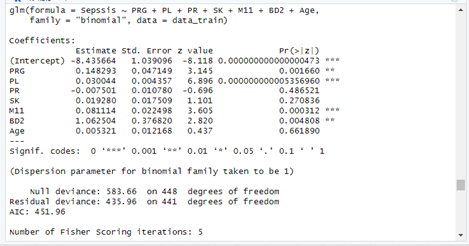 glm(formula = Sepssis ~ PRG + PL + PR + SK + M11 + BD2 + Age,
    family = "binomial", data = data_train)

Coefficients:
             Estimate Std. Error z value             Pr(>|z|)
(Intercept) -8.435664   1.039096  -8.118 0.000000000000000473 ***
PRG          0.148293   0.047149   3.145             0.001660 **
PL           0.030044   0.004357   6.896 0.000000000005356960 ***
PR          -0.007501   0.010780  -0.696             0.486521
SK           0.019280   0.017509   1.101             0.270836
M11          0.081114   0.022498   3.605             0.000312 ***
BD2          1.062504   0.376820   2.820             0.004808 **
Age          0.005321   0.012168   0.437             0.661890
---
Signif. codes:  0 ‘***’ 0.001 ‘**’ 0.01 ‘*’ 0.05 ‘.’ 0.1 ‘ ’ 1

(Dispersion parameter for binomial family taken to be 1)

    Null deviance: 583.66  on 448  degrees of freedom
Residual deviance: 435.96  on 441  degrees of freedom
AIC: 451.96

Number of Fisher Scoring iterations: 5